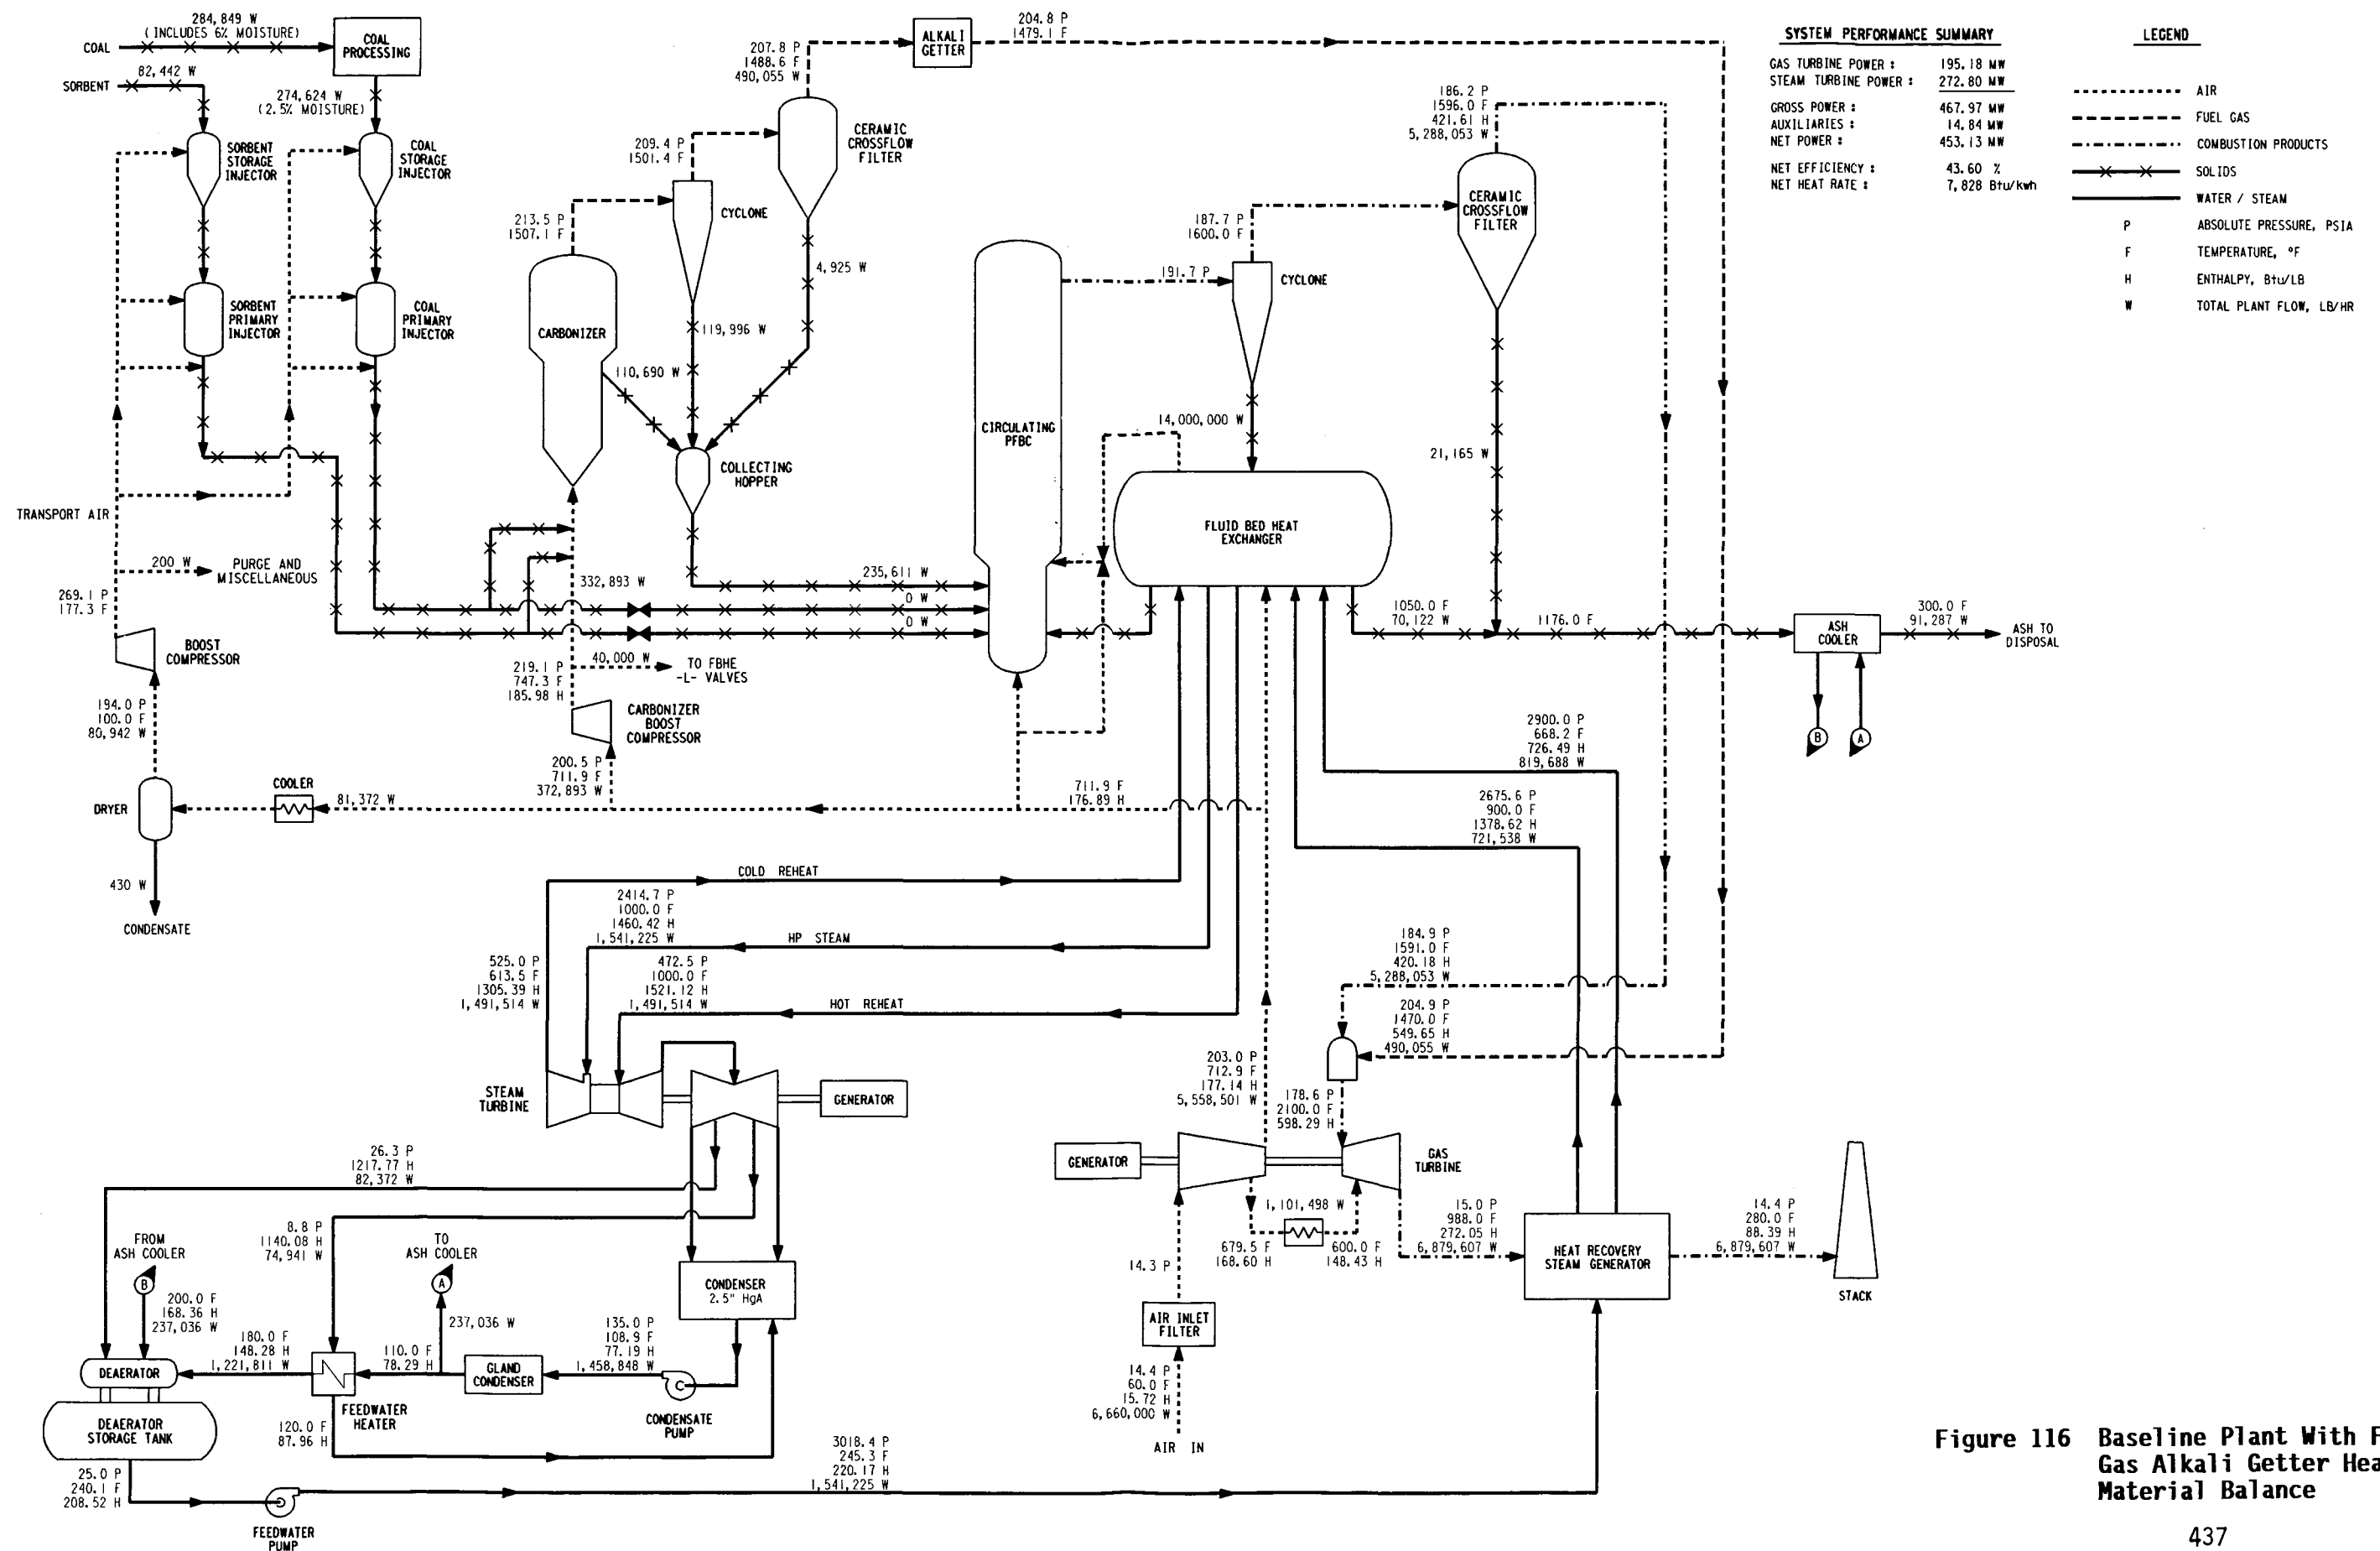 284,849 W
(INCLUDES 6% MOISTURE)
COAL
COAL
PROCESSING
82,442 W
SORBENT
274,624 W
(2.5% MOISTURE)
SORBENT
STORAGE
INJECTOR
COAL
STORAGE
INJECTOR
SORBENT
PRIMARY
INJECTOR
COAL
PRIMARY
INJECTOR
TRANSPORT AIR
200 W
PURGE AND
MISCELLANEOUS
269.1 P
177.3 F
BOOST
COMPRESSOR
194.0 P
100.0 F
80,942 W
DRYER
COOLER
81,372 W
430 W
CONDENSATE
207.8 P
1488.6 F
490,055 W
ALKALI
GETTER
204.8 P
1479.1 F
209.4 P
1501.4 F
CERAMIC
CROSSFLOW
FILTER
213.5 P
1507.1 F
CYCLONE
4,925 W
CARBONIZER
119,996 W
110,690 W
COLLECTING
HOPPER
332,893 W
235,611 W
0 W
0 W
40,000 W
TO FBHE
-L- VALVES
219.1 P
747.3 F
185.98 H
CARBONIZER
BOOST
COMPRESSOR
200.5 P
711.9 F
372,893 W
CIRCULATING
PFBC
191.7 P
187.7 P
1600.0 F
CYCLONE
186.2 P
1596.0 F
421.61 H
5,288,053 W
CERAMIC
CROSSFLOW
FILTER
14,000,000 W
21,165 W
FLUID BED HEAT
EXCHANGER
1050.0 F
70,122 W
1176.0 F
ASH
COOLER
300.0 F
91,287 W
ASH TO
DISPOSAL
B
A
711.9 F
176.89 H
2900.0 P
668.2 F
726.49 H
819,688 W
2675.6 P
900.0 F
1378.62 H
721,538 W
COLD REHEAT
2414.7 P
1000.0 F
1460.42 H
1,541,225 W
HP STEAM
525.0 P
613.5 F
1305.39 H
1,491,514 W
472.5 P
1000.0 F
1521.12 H
1,491,514 W
HOT REHEAT
STEAM
TURBINE
GENERATOR
184.9 P
1591.0 F
420.18 H
5,288,053 W
204.9 P
1470.0 F
549.65 H
490,055 W
203.0 P
712.9 F
177.14 H
5,558,501 W
178.6 P
2100.0 F
598.29 H
GENERATOR
GAS
TURBINE
1,101,498 W
679.5 F
168.60 H
600.0 F
148.43 H
14.3 P
AIR INLET
FILTER
14.4 P
60.0 F
15.72 H
6,660,000 W
AIR IN
15.0 P
988.0 F
272.05 H
6,879,607 W
HEAT RECOVERY
STEAM GENERATOR
14.4 P
280.0 F
88.39 H
6,879,607 W
STACK
26.3 P
1217.77 H
82,372 W
8.8 P
1140.08 H
74,941 W
FROM
ASH COOLER
B
TO
ASH COOLER
A
200.0 F
168.36 H
237,036 W
237,036 W
180.0 F
148.28 H
1,221,811 W
110.0 F
78.29 H
GLAND
CONDENSER
135.0 P
108.9 F
77.19 H
1,458,848 W
CONDENSER
2.5" HgA
C
CONDENSATE
PUMP
DEAERATOR
DEAERATOR
STORAGE TANK
FEEDWATER
HEATER
120.0 F
87.96 H
25.0 P
240.1 F
208.52 H
FEEDWATER
PUMP
3018.4 P
245.3 F
220.17 H
1,541,225 W
SYSTEM PERFORMANCE SUMMARY
GAS TURBINE POWER : 195.18 MW
STEAM TURBINE POWER : 272.80 MW
GROSS POWER : 467.97 MW
AUXILIARIES : 14.84 MW
NET POWER : 453.13 MW
NET EFFICIENCY : 43.60 %
NET HEAT RATE : 7,828 Btu/kwh
LEGEND
AIR
FUEL GAS
COMBUSTION PRODUCTS
SOLIDS
WATER / STEAM
P ABSOLUTE PRESSURE, PSIA
F TEMPERATURE, °F
H ENTHALPY, Btu/LB
W TOTAL PLANT FLOW, LB/HR
Figure 116 Baseline Plant With F
Gas Alkali Getter Hea
Material Balance
437